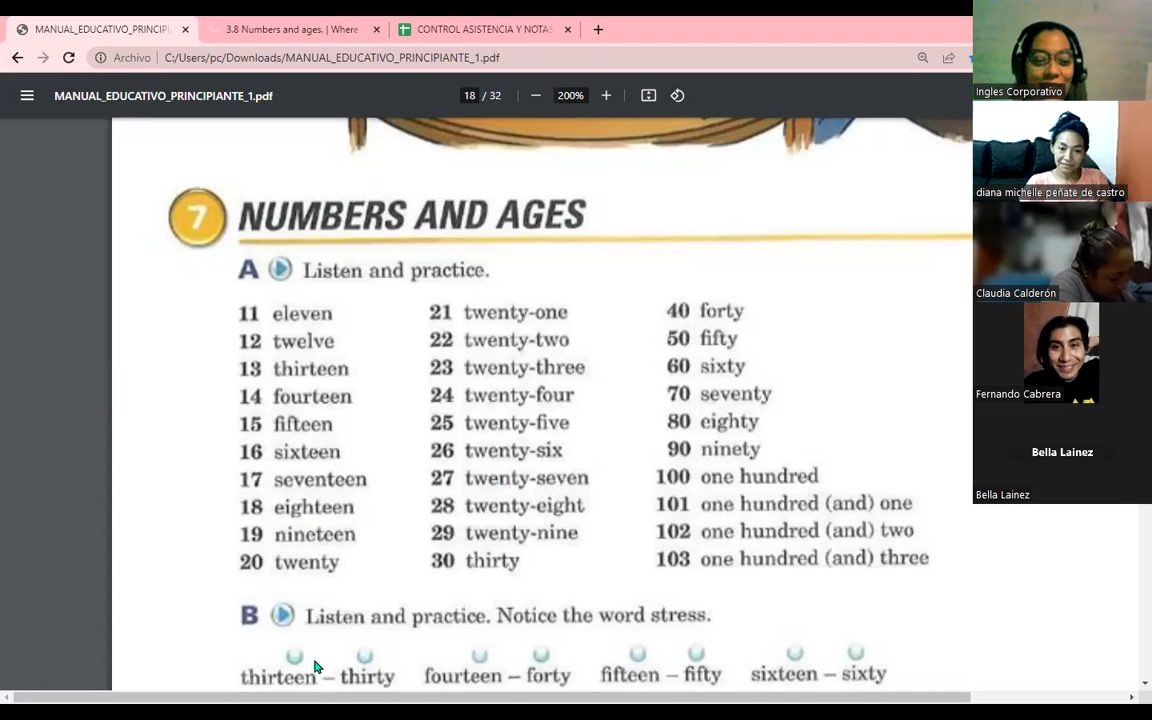 MANUAL_EDUCATIVO_PRINCIPI
3.8 Numbers and ages. | Where
CONTROL ASISTENCIA Y NOTAS
Archivo
C:/Users/pc/Downloads/MANUAL_EDUCATIVO_PRINCIPIANTE_1.pdf
MANUAL_EDUCATIVO_PRINCIPIANTE_1.pdf
18 / 32
200%
7 NUMBERS AND AGES
A Listen and practice.
11 eleven
12 twelve
13 thirteen
14 fourteen
15 fifteen
16 sixteen
17 seventeen
18 eighteen
19 nineteen
20 twenty
21 twenty-one
22 twenty-two
23 twenty-three
24 twenty-four
25 twenty-five
26 twenty-six
27 twenty-seven
28 twenty-eight
29 twenty-nine
30 thirty
40 forty
50 fifty
60 sixty
70 seventy
80 eighty
90 ninety
100 one hundred
101 one hundred (and) one
102 one hundred (and) two
103 one hundred (and) three
B Listen and practice. Notice the word stress.
thirteen – thirty fourteen – forty fifteen – fifty sixteen – sixty
Ingles Corporativo
diana michelle peñate de castro
Claudia Calderón
Fernando Cabrera
Bella Lainez
Bella Lainez